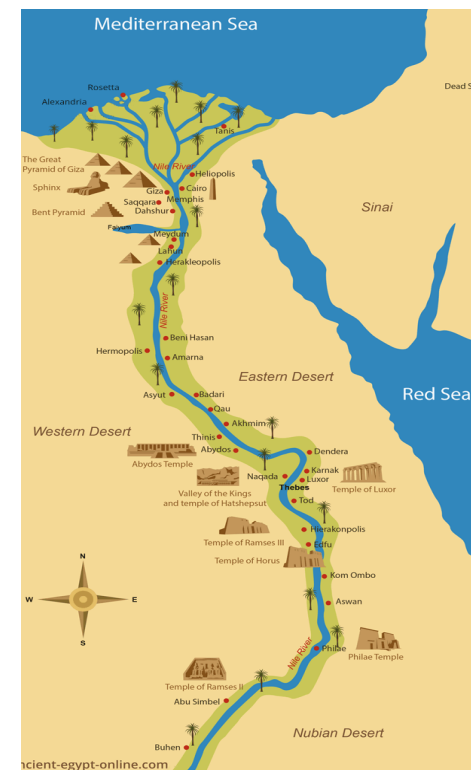 Mediterranean Sea
Dead S
Rosetta
Alexandria
Tanis
The Great
Pyramid of Giza
Nile River
Heliopolis
Sphinx
Giza
Cairo
Saqqara
Memphis
Bent Pyramid
Dahshur
Sinai
Faiyum
Meydum
Lahun
Herakleopolis
Nile River
Beni Hasan
Hermopolis
Amarna
Eastern Desert
Red Sea
Asyut
Badari
Qau
Akhmim
Western Desert
Thinis
Abydos
Dendera
Abydos Temple
Karnak
Naqada
Luxor
Thebes
Temple of Luxor
Valley of the Kings
and temple of Hatshepsut
Tod
Hierakonpolis
Temple of Ramses III
Edfu
Temple of Horus
Kom Ombo
N
W
E
S
Aswan
Nile River
Philae
Philae Temple
Temple of Ramses II
Abu Simbel
Nubian Desert
Buhen
ncient-egypt-online.com